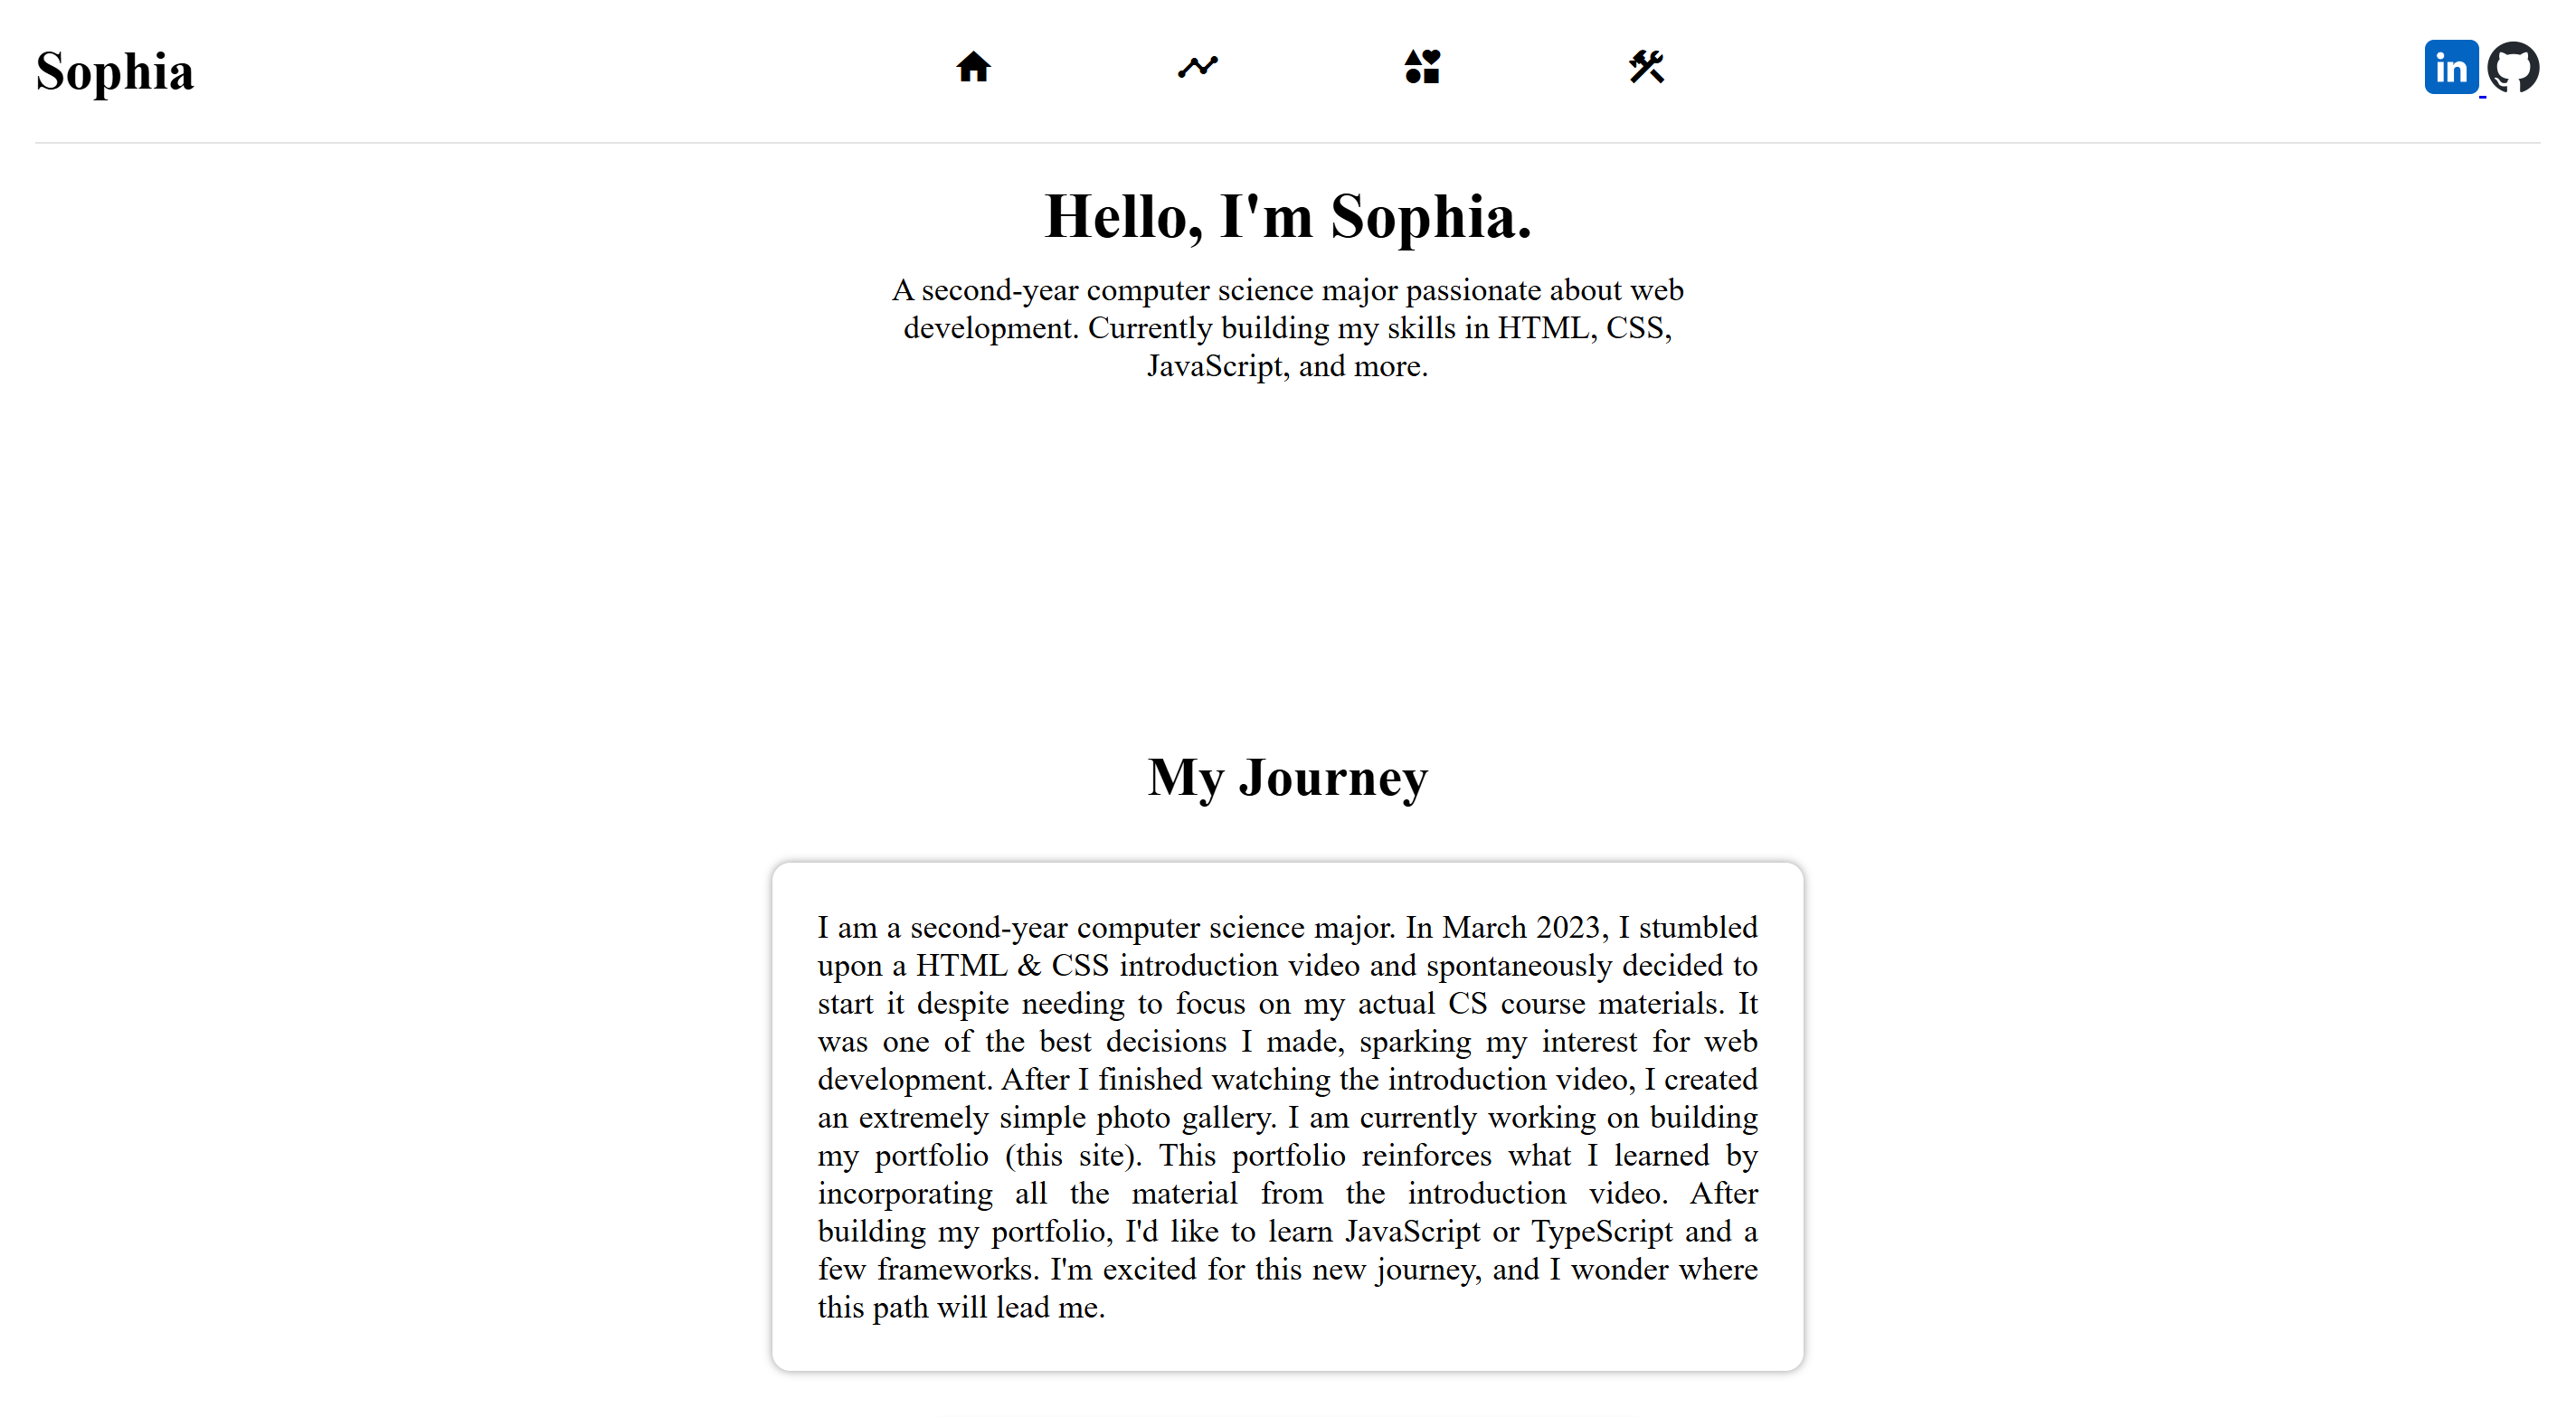 Sophia
in
Hello, I'm Sophia.
A second-year computer science major passionate about web
development. Currently building my skills in HTML, CSS,
JavaScript, and more.
My Journey
I am a second-year computer science major. In March 2023, I stumbled
upon a HTML & CSS introduction video and spontaneously decided to
start it despite needing to focus on my actual CS course materials. It
was one of the best decisions I made, sparking my interest for web
development. After I finished watching the introduction video, I created
an extremely simple photo gallery. I am currently working on building
my portfolio (this site). This portfolio reinforces what I learned by
incorporating all the material from the introduction video. After
building my portfolio, I'd like to learn JavaScript or TypeScript and a
few frameworks. I'm excited for this new journey, and I wonder where
this path will lead me.